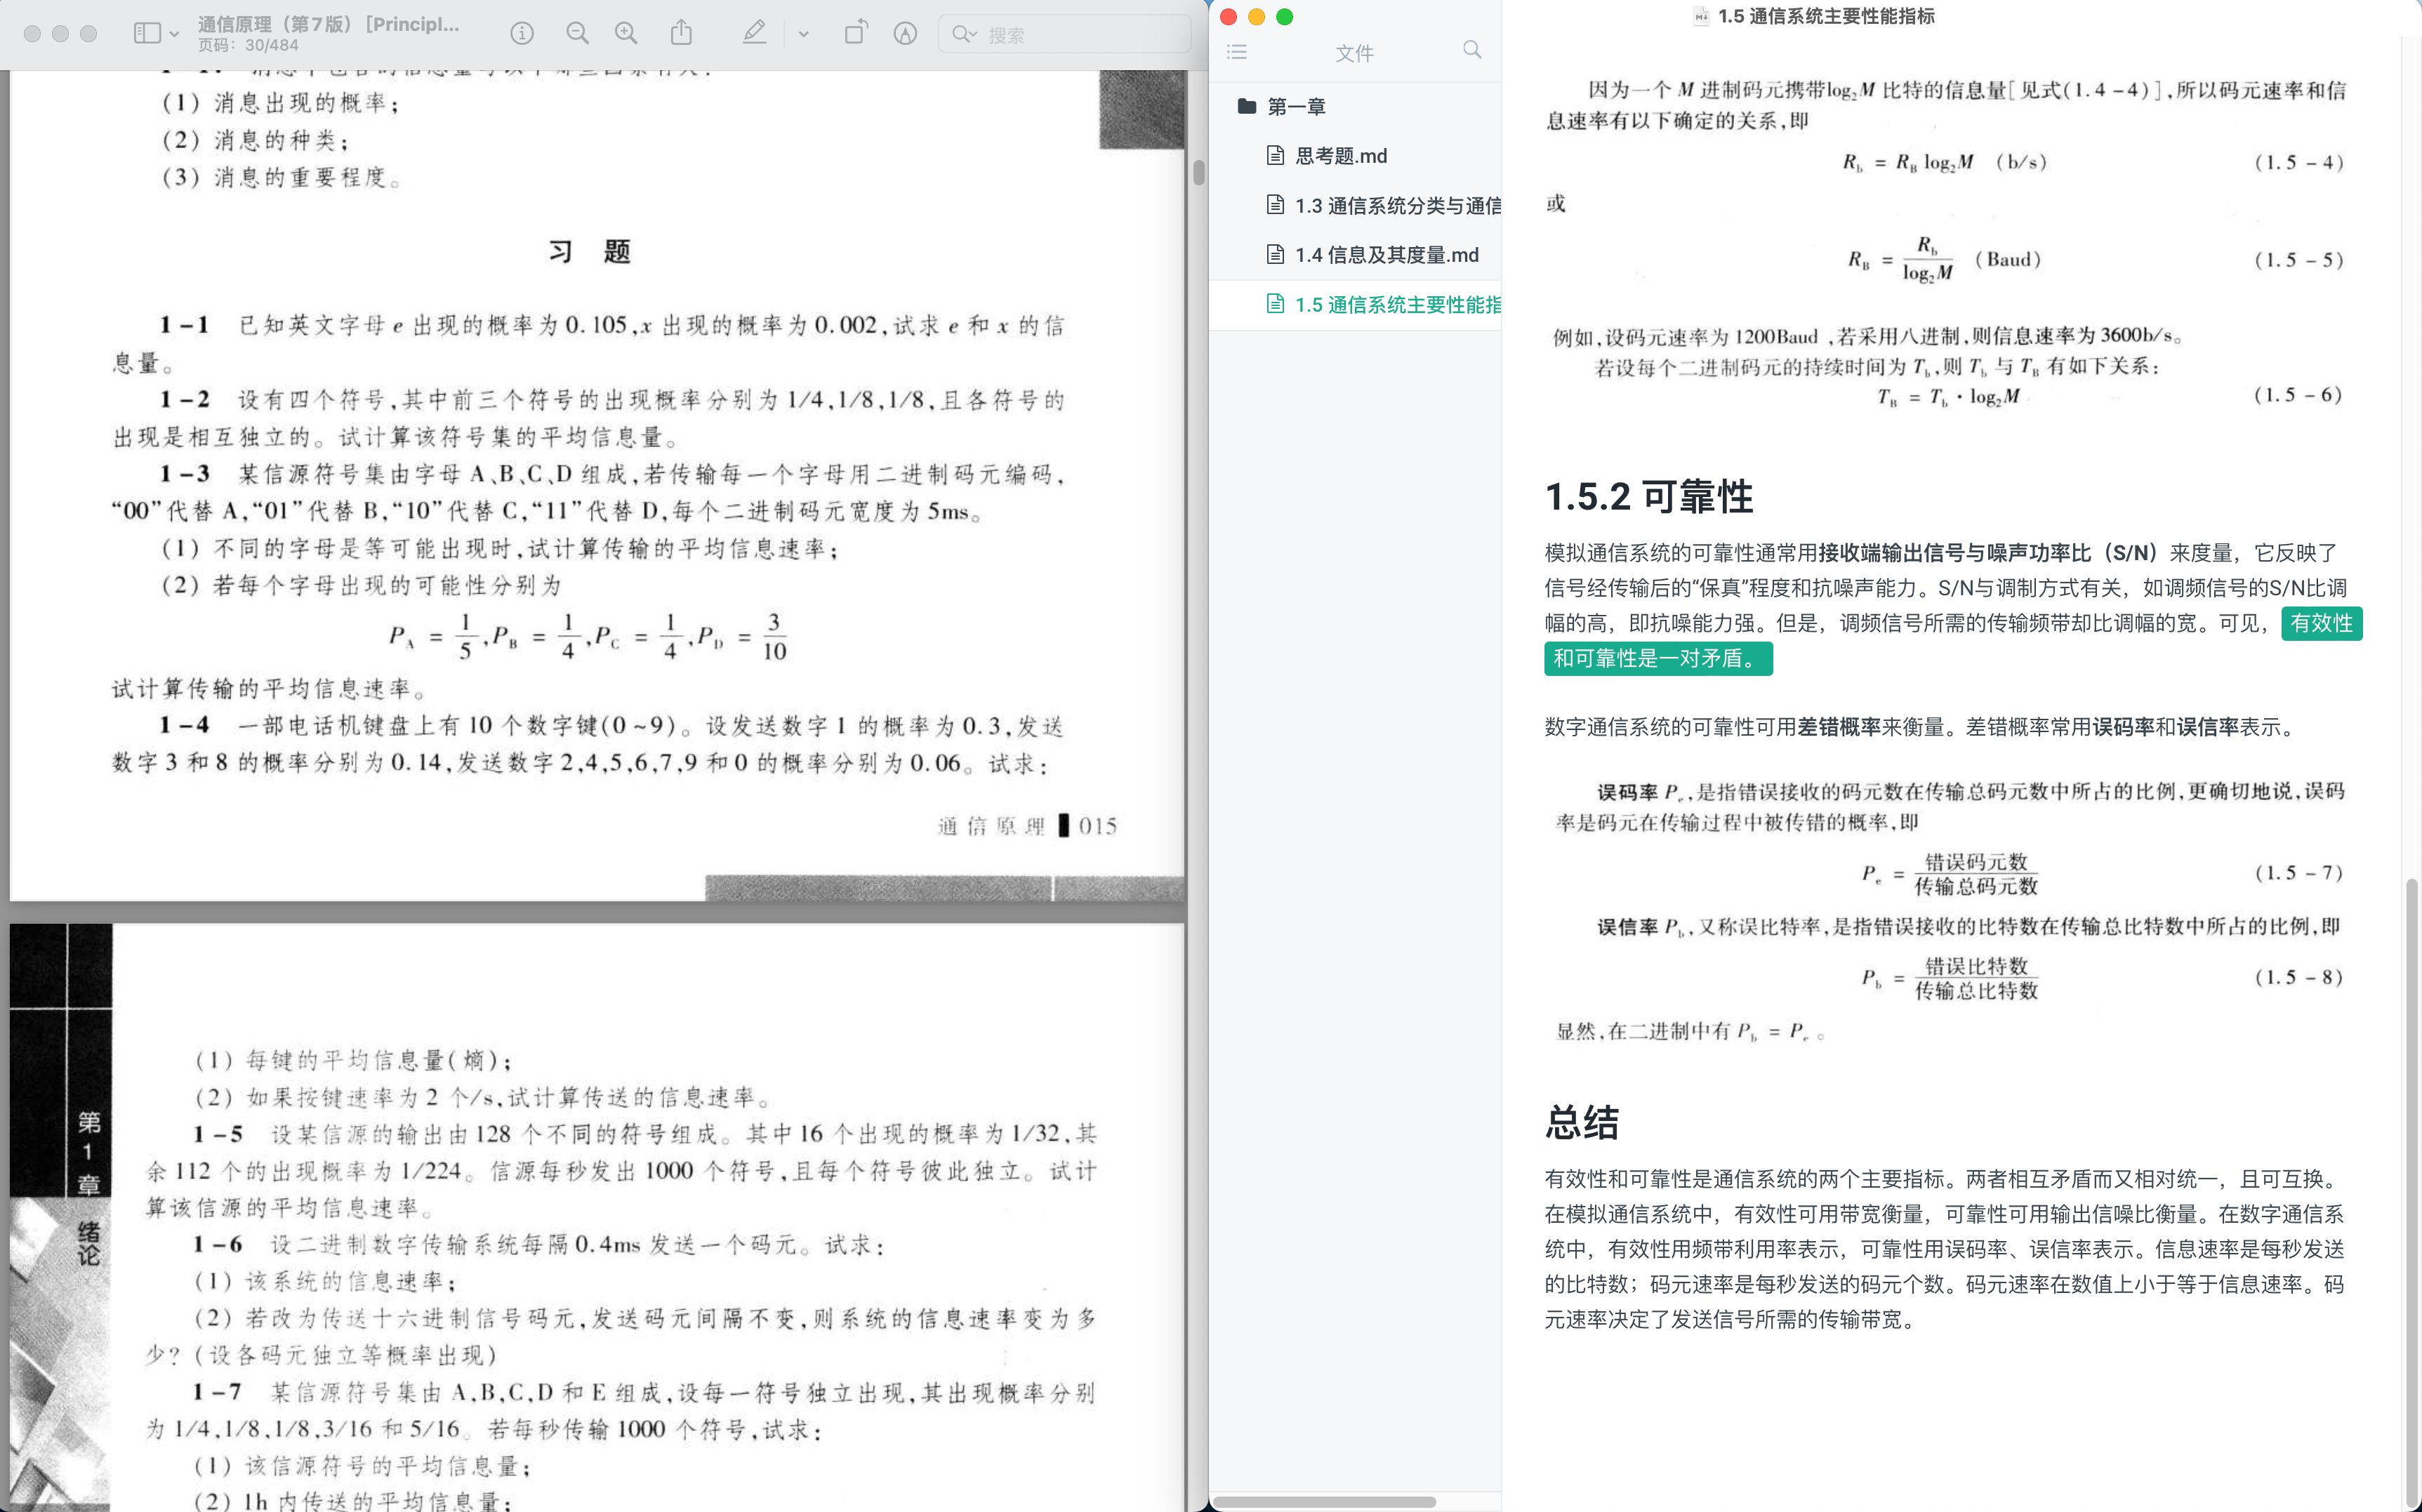 通信原理（第7版）[Principl...
页码：30/484
搜索
(1) 消息出现的概率；
(2) 消息的种类；
(3) 消息的重要程度。
习 题
1-1 已知英文字母 e 出现的概率为 0.105,x 出现的概率为 0.002,试求 e 和 x 的信
息量。
1-2 设有四个符号,其中前三个符号的出现概率分别为 1/4,1/8,1/8,且各符号的
出现是相互独立的。试计算该符号集的平均信息量。
1-3 某信源符号集由字母 A、B、C、D 组成,若传输每一个字母用二进制码元编码,
“00”代替 A,“01”代替 B,“10”代替 C,“11”代替 D,每个二进制码元宽度为 5ms。
(1) 不同的字母是等可能出现时,试计算传输的平均信息速率；
(2) 若每个字母出现的可能性分别为
P_A = 1/5, P_B = 1/4, P_C = 1/4, P_D = 3/10
试计算传输的平均信息速率。
1-4 一部电话机键盘上有 10 个数字键(0~9)。设发送数字 1 的概率为 0.3,发送
数字 3 和 8 的概率分别为 0.14,发送数字 2,4,5,6,7,9 和 0 的概率分别为 0.06。试求：
通信原理 015
第1章 绪论
(1) 每键的平均信息量(熵)；
(2) 如果按键速率为 2 个/s,试计算传送的信息速率。
1-5 设某信源的输出由 128 个不同的符号组成。其中 16 个出现的概率为 1/32,其
余 112 个的出现概率为 1/224。信源每秒发出 1000 个符号,且每个符号彼此独立。试计
算该信源的平均信息速率。
1-6 设二进制数字传输系统每隔 0.4ms 发送一个码元。试求：
(1) 该系统的信息速率；
(2) 若改为传送十六进制信号码元,发送码元间隔不变,则系统的信息速率变为多
少？(设各码元独立等概率出现)
1-7 某信源符号集由 A,B,C,D 和 E 组成,设每一符号独立出现,其出现概率分别
为 1/4,1/8,1/8,3/16 和 5/16。若每秒传输 1000 个符号,试求：
(1) 该信源符号的平均信息量；
(2) 1h 内传送的平均信息量；
文件
第一章
思考题.md
1.3 通信系统分类与通信
1.4 信息及其度量.md
1.5 通信系统主要性能指
1.5 通信系统主要性能指标
因为一个 M 进制码元携带log₂M 比特的信息量[见式(1.4-4)],所以码元速率和信
息速率有以下确定的关系,即
R_b = R_B log₂M (b/s) (1.5-4)
或
R_B = R_b/log₂M (Baud) (1.5-5)
例如,设码元速率为 1200Baud,若采用八进制,则信息速率为 3600b/s。
若设每个二进制码元的持续时间为 T_b,则 T_b 与 T_B 有如下关系：
T_B = T_b · log₂M (1.5-6)
1.5.2 可靠性
模拟通信系统的可靠性通常用接收端输出信号与噪声功率比（S/N）来度量，它反映了
信号经传输后的“保真”程度和抗噪声能力。S/N与调制方式有关，如调频信号的S/N比调
幅的高，即抗噪能力强。但是，调频信号所需的传输频带却比调幅的宽。可见，有效性
和可靠性是一对矛盾。
数字通信系统的可靠性可用差错概率来衡量。差错概率常用误码率和误信率表示。
误码率 P_e,是指错误接收的码元数在传输总码元数中所占的比例,更确切地说,误码
率是码元在传输过程中被传错的概率,即
P_e = 错误码元数/传输总码元数 (1.5-7)
误信率 P_b,又称误比特率,是指错误接收的比特数在传输总比特数中所占的比例,即
P_b = 错误比特数/传输总比特数 (1.5-8)
显然,在二进制中有 P_b = P_e。
总结
有效性和可靠性是通信系统的两个主要指标。两者相互矛盾而又相对统一，且可互换。
在模拟通信系统中，有效性可用带宽衡量，可靠性可用输出信噪比衡量。在数字通信系
统中，有效性用频带利用率表示，可靠性用误码率、误信率表示。信息速率是每秒发送
的比特数；码元速率是每秒发送的码元个数。码元速率在数值上小于等于信息速率。码
元速率决定了发送信号所需的传输带宽。